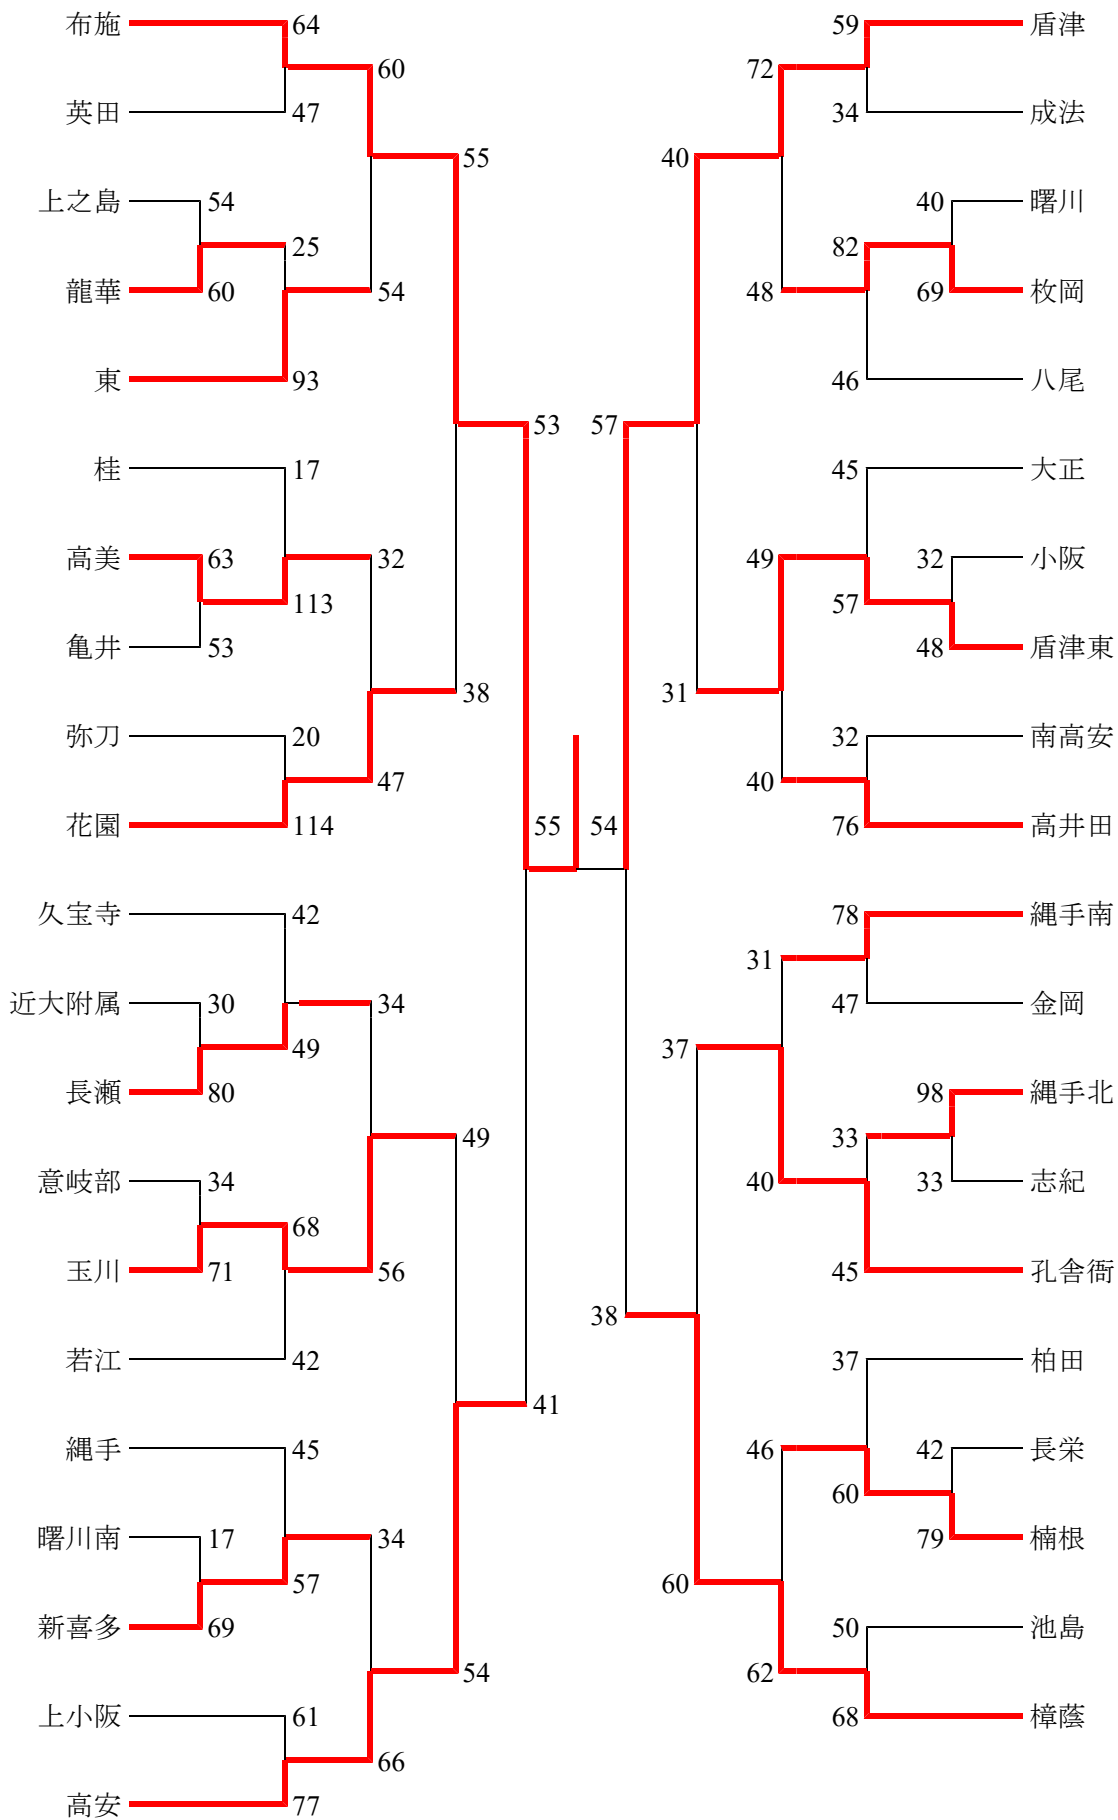 布施 64 59 盾津
60 72
英田 47 34 成法
55 40
上之島 54 40 曙川
25 82
龍華 60 54 48 69 枚岡
東 93 46 八尾
53 57
桂 17 45 大正
高美 63 32 49 32 小阪
113 57
亀井 53 48 盾津東
38 31
弥刀 20 32 南高安
47 40
花園 114 55 54 76 高井田
久宝寺 42 78 縄手南
31
近大附属 30 34 47 金岡
49 37
長瀬 80 98 縄手北
49 33
意岐部 34 40 33 志紀
68
玉川 71 56 45 孔舎衙
38
若江 42 37 柏田
41
縄手 45 46 42 長栄
60
曙川南 17 34 79 楠根
57 60
新喜多 69 50 池島
54 62
上小阪 61 68 樟蔭
66
高安 77